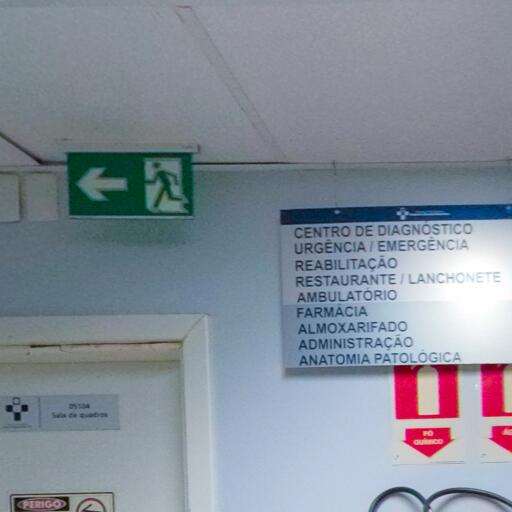 CENTRO DE DIAGNÓSTICO
URGÊNCIA / EMERGÊNCIA
REABILITAÇÃO
RESTAURANTE / LANCHONETE
AMBULATÓRIO
FARMÁCIA
ALMOXARIFADO
ADMINISTRAÇÃO
ANATOMIA PATOLÓGICA
05104
Sala de quadros
PÓ
QUÍMICO
PERIGO